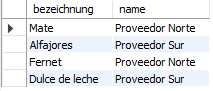 bezeichnung name
Mate Proveedor Norte
Alfajores Proveedor Sur
Fernet Proveedor Norte
Dulce de leche Proveedor Sur